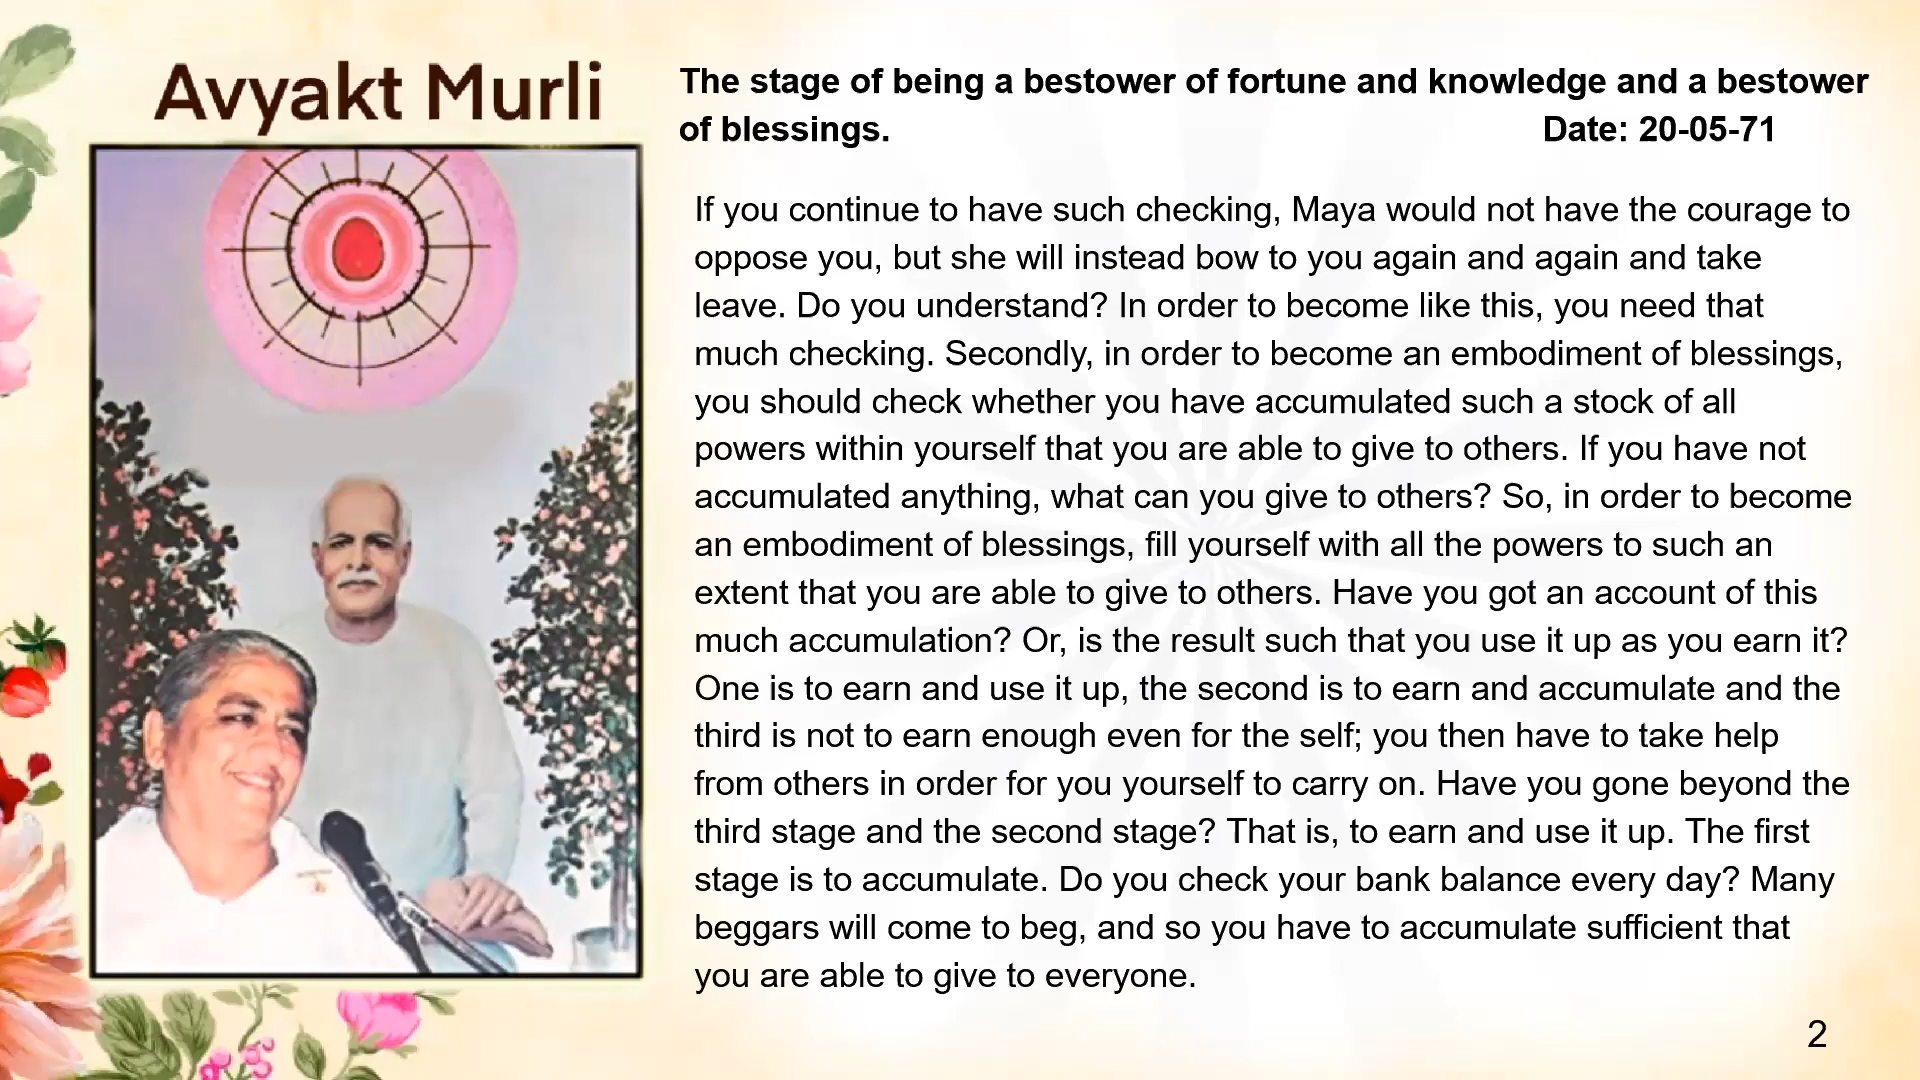 Avyakt Murli
The stage of being a bestower of fortune and knowledge and a bestower
of blessings. Date: 20-05-71
If you continue to have such checking, Maya would not have the courage to
oppose you, but she will instead bow to you again and again and take
leave. Do you understand? In order to become like this, you need that
much checking. Secondly, in order to become an embodiment of blessings,
you should check whether you have accumulated such a stock of all
powers within yourself that you are able to give to others. If you have not
accumulated anything, what can you give to others? So, in order to become
an embodiment of blessings, fill yourself with all the powers to such an
extent that you are able to give to others. Have you got an account of this
much accumulation? Or, is the result such that you use it up as you earn it?
One is to earn and use it up, the second is to earn and accumulate and the
third is not to earn enough even for the self; you then have to take help
from others in order for you yourself to carry on. Have you gone beyond the
third stage and the second stage? That is, to earn and use it up. The first
stage is to accumulate. Do you check your bank balance every day? Many
beggars will come to beg, and so you have to accumulate sufficient that
you are able to give to everyone.
2